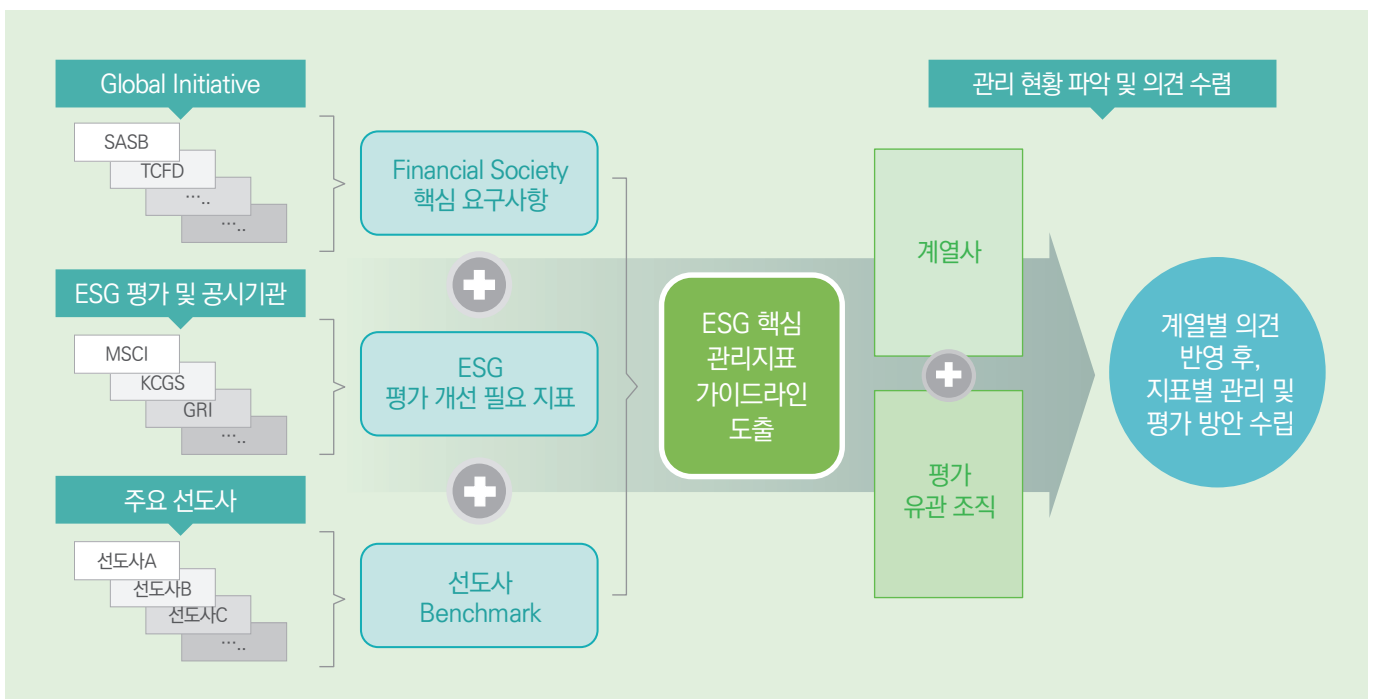 Global Initiative
SASB
TCFD
…..
…..
Financial Society
핵심 요구사항
ESG 평가 및 공시기관
MSCI
KCGS
GRI
…..
ESG
평가 개선 필요 지표
주요 선도사
선도사A
선도사B
선도사C
…..
선도사
Benchmark
ESG 핵심
관리지표
가이드라인
도출
관리 현황 파악 및 의견 수렴
계열사
평가
유관 조직
계열별 의견
반영 후,
지표별 관리 및
평가 방안 수립